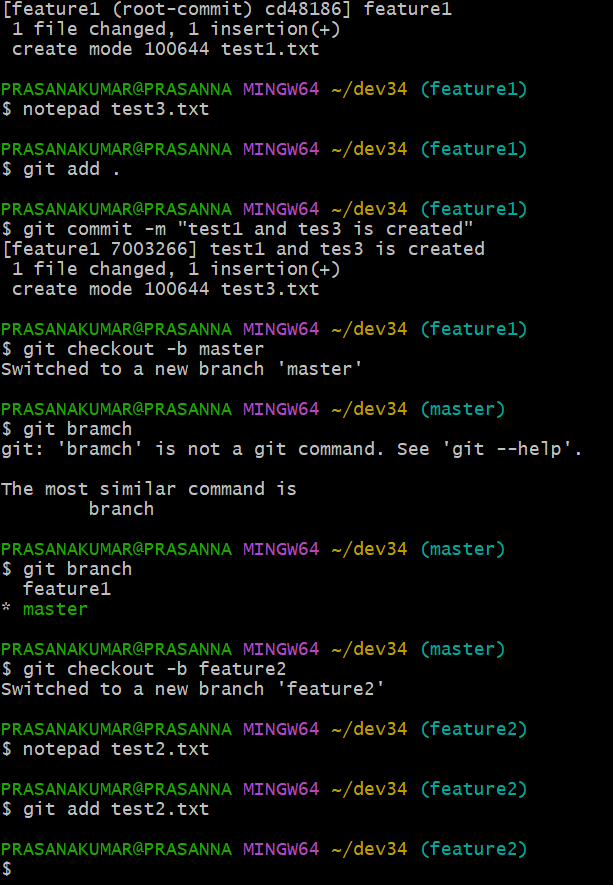 [feature1 (root-commit) cd48186] feature1
 1 file changed, 1 insertion(+)
 create mode 100644 test1.txt
PRASANAKUMAR@PRASANNA MINGW64 ~/dev34 (feature1)
$ notepad test3.txt
PRASANAKUMAR@PRASANNA MINGW64 ~/dev34 (feature1)
$ git add .
PRASANAKUMAR@PRASANNA MINGW64 ~/dev34 (feature1)
$ git commit -m "test1 and tes3 is created"
[feature1 7003266] test1 and tes3 is created
 1 file changed, 1 insertion(+)
 create mode 100644 test3.txt
PRASANAKUMAR@PRASANNA MINGW64 ~/dev34 (feature1)
$ git checkout -b master
Switched to a new branch 'master'
PRASANAKUMAR@PRASANNA MINGW64 ~/dev34 (master)
$ git bramch
git: 'bramch' is not a git command. See 'git --help'.
The most similar command is
        branch
PRASANAKUMAR@PRASANNA MINGW64 ~/dev34 (master)
$ git branch
  feature1
* master
PRASANAKUMAR@PRASANNA MINGW64 ~/dev34 (master)
$ git checkout -b feature2
Switched to a new branch 'feature2'
PRASANAKUMAR@PRASANNA MINGW64 ~/dev34 (feature2)
$ notepad test2.txt
PRASANAKUMAR@PRASANNA MINGW64 ~/dev34 (feature2)
$ git add test2.txt
PRASANAKUMAR@PRASANNA MINGW64 ~/dev34 (feature2)
$